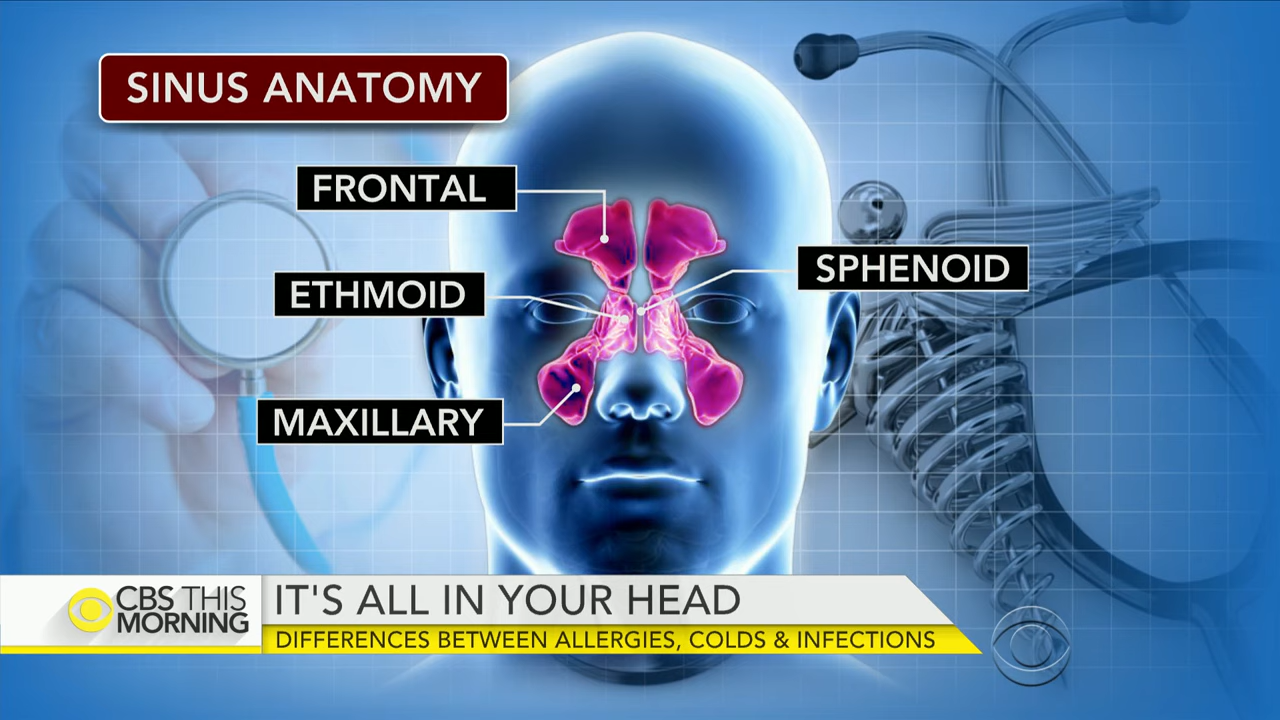 SINUS ANATOMY
FRONTAL
ETHMOID
SPHENOID
MAXILLARY
CBS THIS
MORNING
IT'S ALL IN YOUR HEAD
DIFFERENCES BETWEEN ALLERGIES, COLDS & INFECTIONS